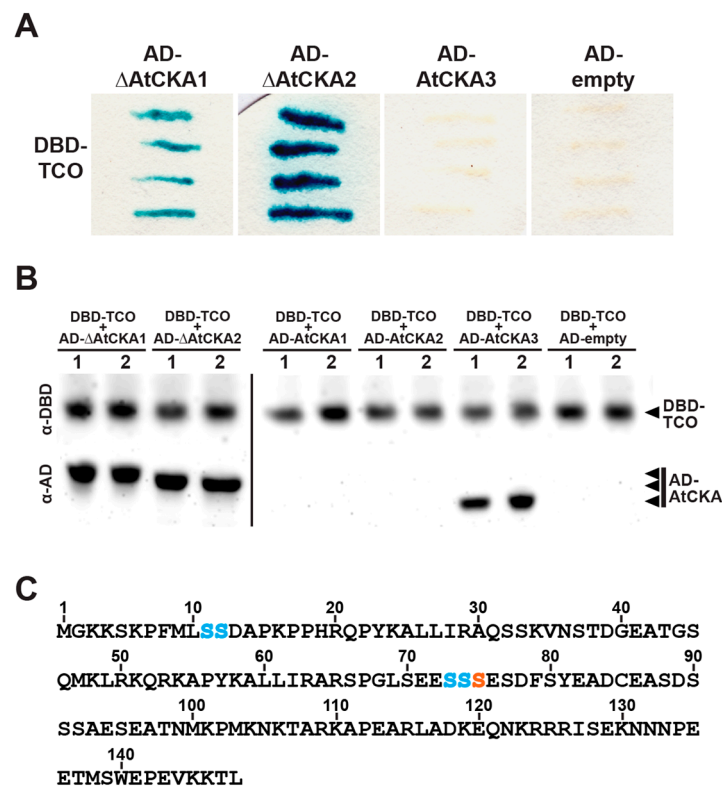 A
AD-
ΔAtCKA1
AD-
ΔAtCKA2
AD-
AtCKA3
AD-
empty
DBD-
TCO
B
DBD-TCO
+
AD-ΔAtCKA1
DBD-TCO
+
AD-ΔAtCKA2
DBD-TCO
+
AD-AtCKA1
DBD-TCO
+
AD-AtCKA2
DBD-TCO
+
AD-AtCKA3
DBD-TCO
+
AD-empty
1 2 1 2 1 2 1 2 1 2 1 2
α-DBD
DBD-
TCO
α-AD
AD-
AtCKA
C
1 10 20 30 40
MGKKSKPFMLSSDAPKPPHRQPYKALLIRAQSSKVNSTDGEATGS
50 60 70 80 90
QMKLRKQRKAPYKALLIRARSPGLSEESSSESDFSYEADCEASDS
100 110 120 130
SSAESEATNMKPMKNKTARKAPEARLADKEQNKRRRISEKNNNPE
140
ETMSWEPEVKKTL